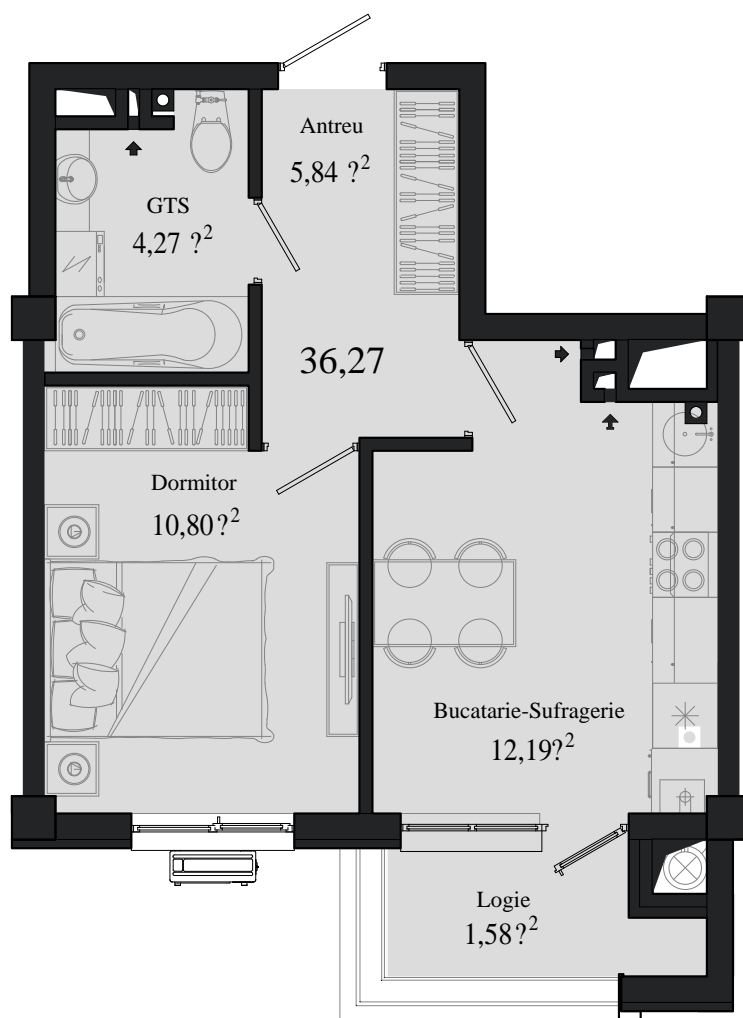 Antreu
5,84 ?²
GTS
4,27 ?²
36,27
Dormitor
10,80?²
Bucatarie-Sufragerie
12,19?²
Logie
1,58?²